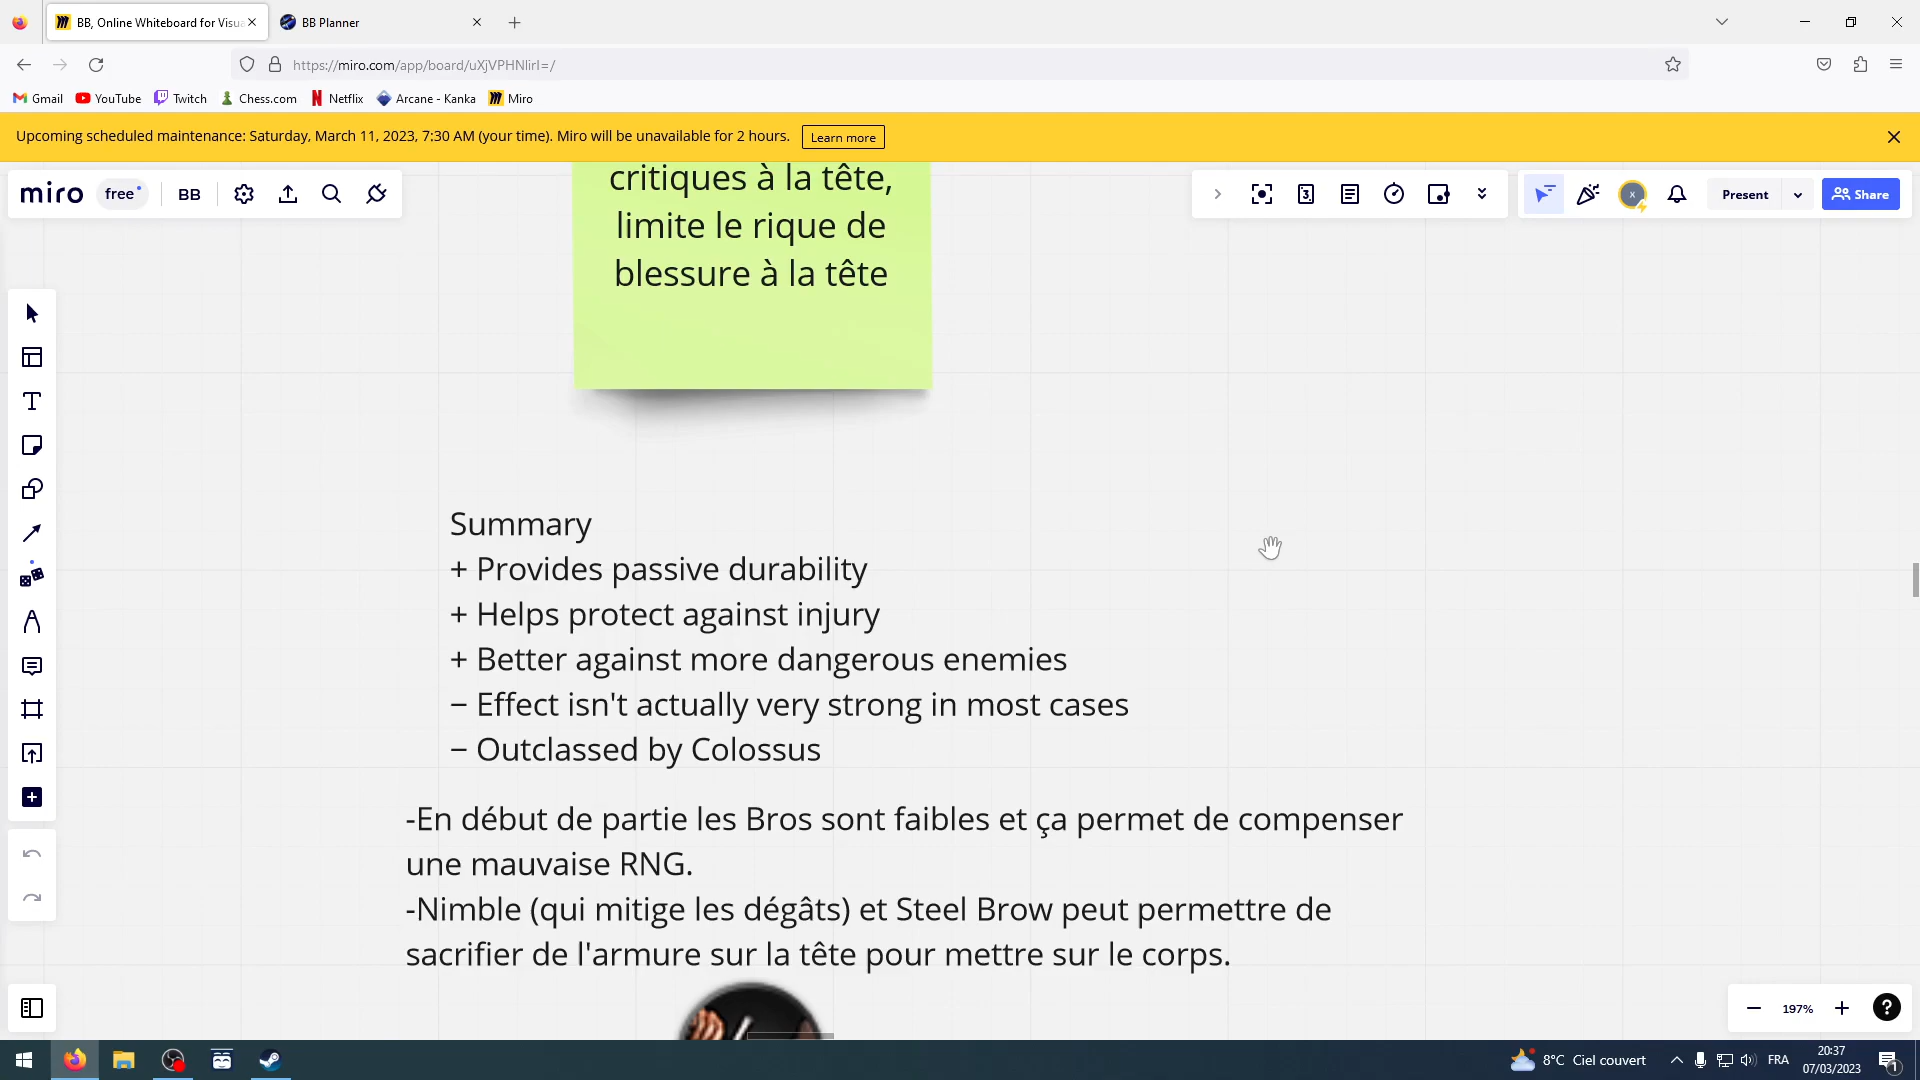 BB, Online Whiteboard for Visua
BB Planner
https://miro.com/app/board/uXjVPHNlirI=/
Gmail
YouTube
Twitch
Chess.com
Netflix
Arcane - Kanka
Miro
Upcoming scheduled maintenance: Saturday, March 11, 2023, 7:30 AM (your time). Miro will be unavailable for 2 hours.
Learn more
miro
free
BB
Present
Share
critiques à la tête,
limite le rique de
blessure à la tête
Summary
+ Provides passive durability
+ Helps protect against injury
+ Better against more dangerous enemies
− Effect isn't actually very strong in most cases
− Outclassed by Colossus
-En début de partie les Bros sont faibles et ça permet de compenser
une mauvaise RNG.
-Nimble (qui mitige les dégâts) et Steel Brow peut permettre de
sacrifier de l'armure sur la tête pour mettre sur le corps.
197%
?
8°C Ciel couvert
FRA
20:37
07/03/2023
1